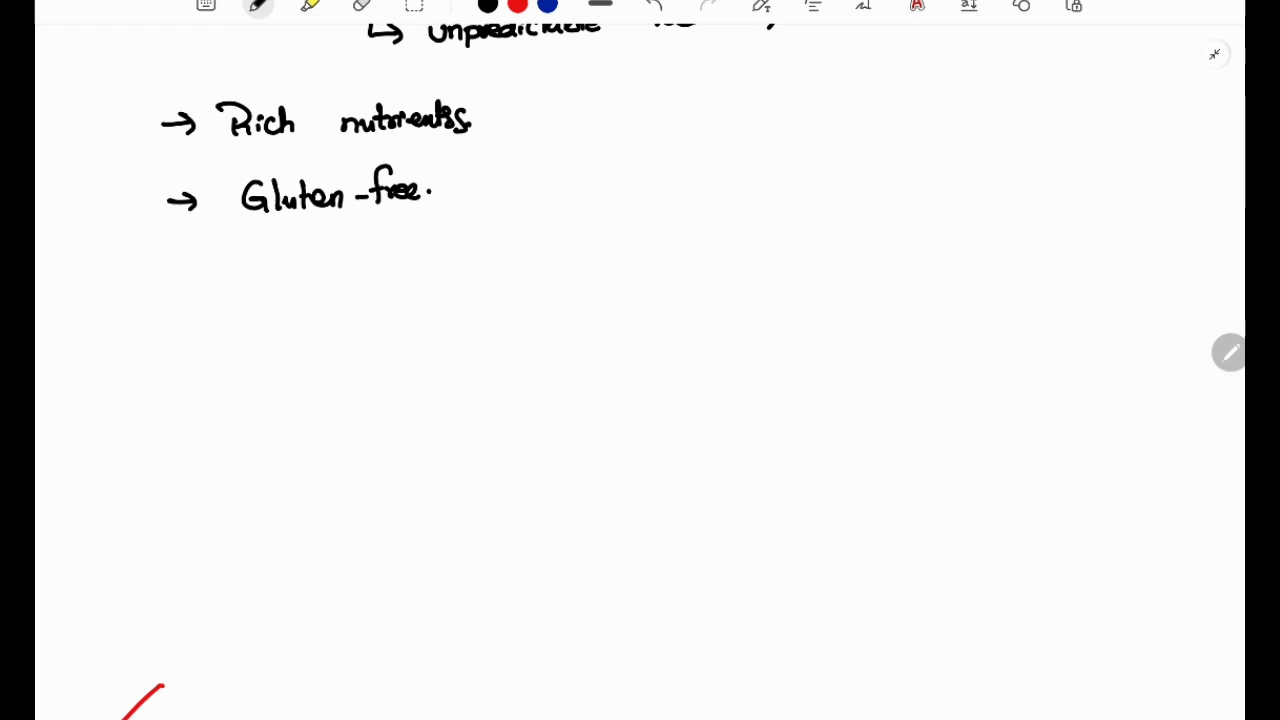 ↳ unpredictable
→ Rich nutrients.
→ Gluten-free.